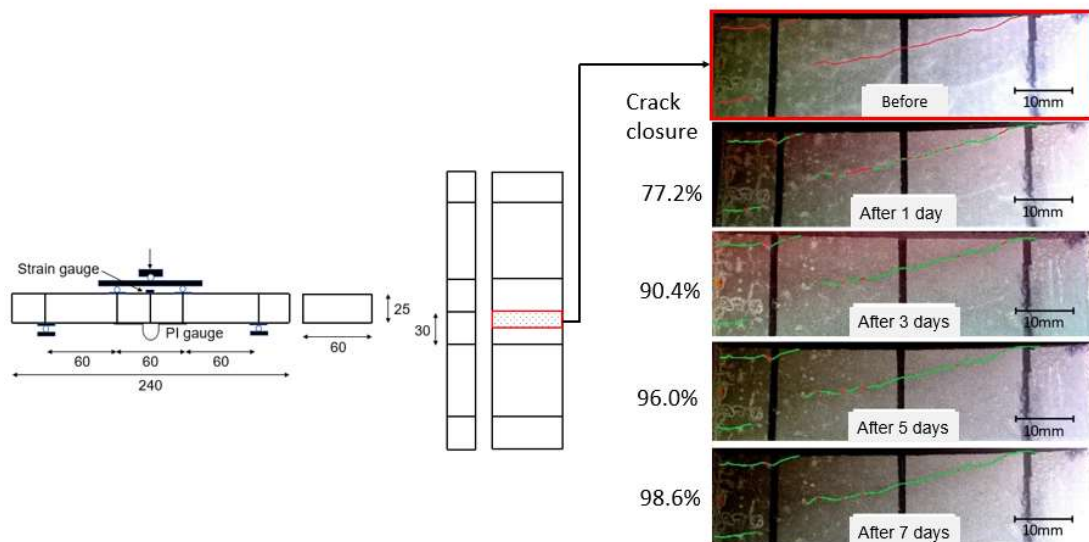 Strain gauge
PI gauge
60
60
60
240
25
60
30
Crack
closure
77.2%
90.4%
96.0%
98.6%
Before
10mm
After 1 day
10mm
After 3 days
10mm
After 5 days
10mm
After 7 days
10mm